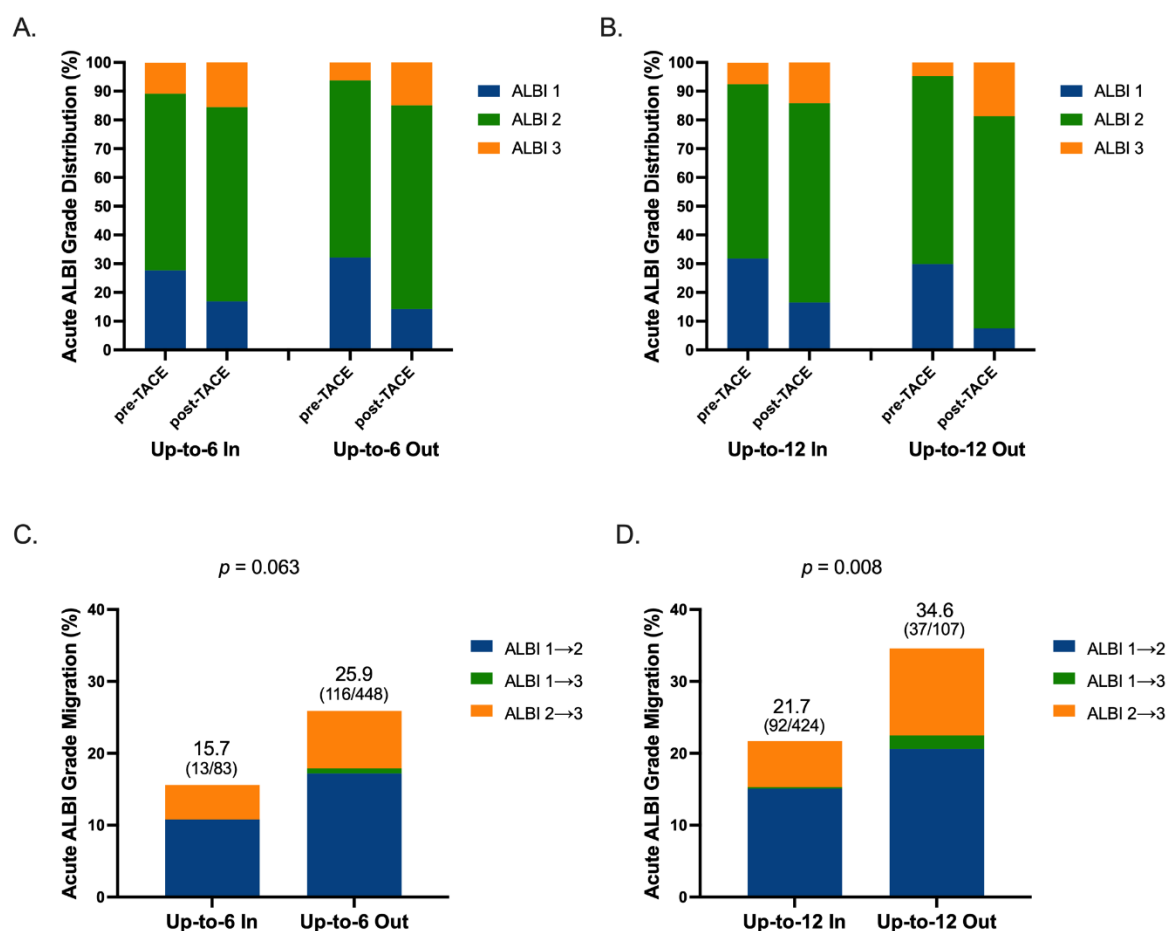 A.
Acute ALBI Grade Distribution (%)
100
90
80
70
60
50
40
30
20
10
0
pre-TACE
post-TACE
pre-TACE
post-TACE
Up-to-6 In
Up-to-6 Out
ALBI 1
ALBI 2
ALBI 3
B.
Acute ALBI Grade Distribution (%)
100
90
80
70
60
50
40
30
20
10
0
pre-TACE
post-TACE
pre-TACE
post-TACE
Up-to-12 In
Up-to-12 Out
ALBI 1
ALBI 2
ALBI 3
C.
p = 0.063
Acute ALBI Grade Migration (%)
40
30
20
10
0
15.7
(13/83)
25.9
(116/448)
Up-to-6 In
Up-to-6 Out
ALBI 1→2
ALBI 1→3
ALBI 2→3
D.
p = 0.008
Acute ALBI Grade Migration (%)
40
30
20
10
0
21.7
(92/424)
34.6
(37/107)
Up-to-12 In
Up-to-12 Out
ALBI 1→2
ALBI 1→3
ALBI 2→3